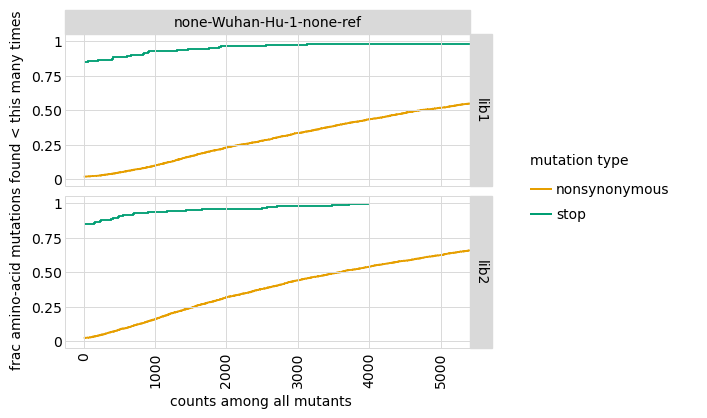 none-Wuhan-Hu-1-none-ref
frac amino-acid mutations found < this many times
1
0.75
0.50
0.25
0
lib1
1
0.75
0.50
0.25
0
lib2
0
1000
2000
3000
4000
5000
counts among all mutants
mutation type
nonsynonymous
stop